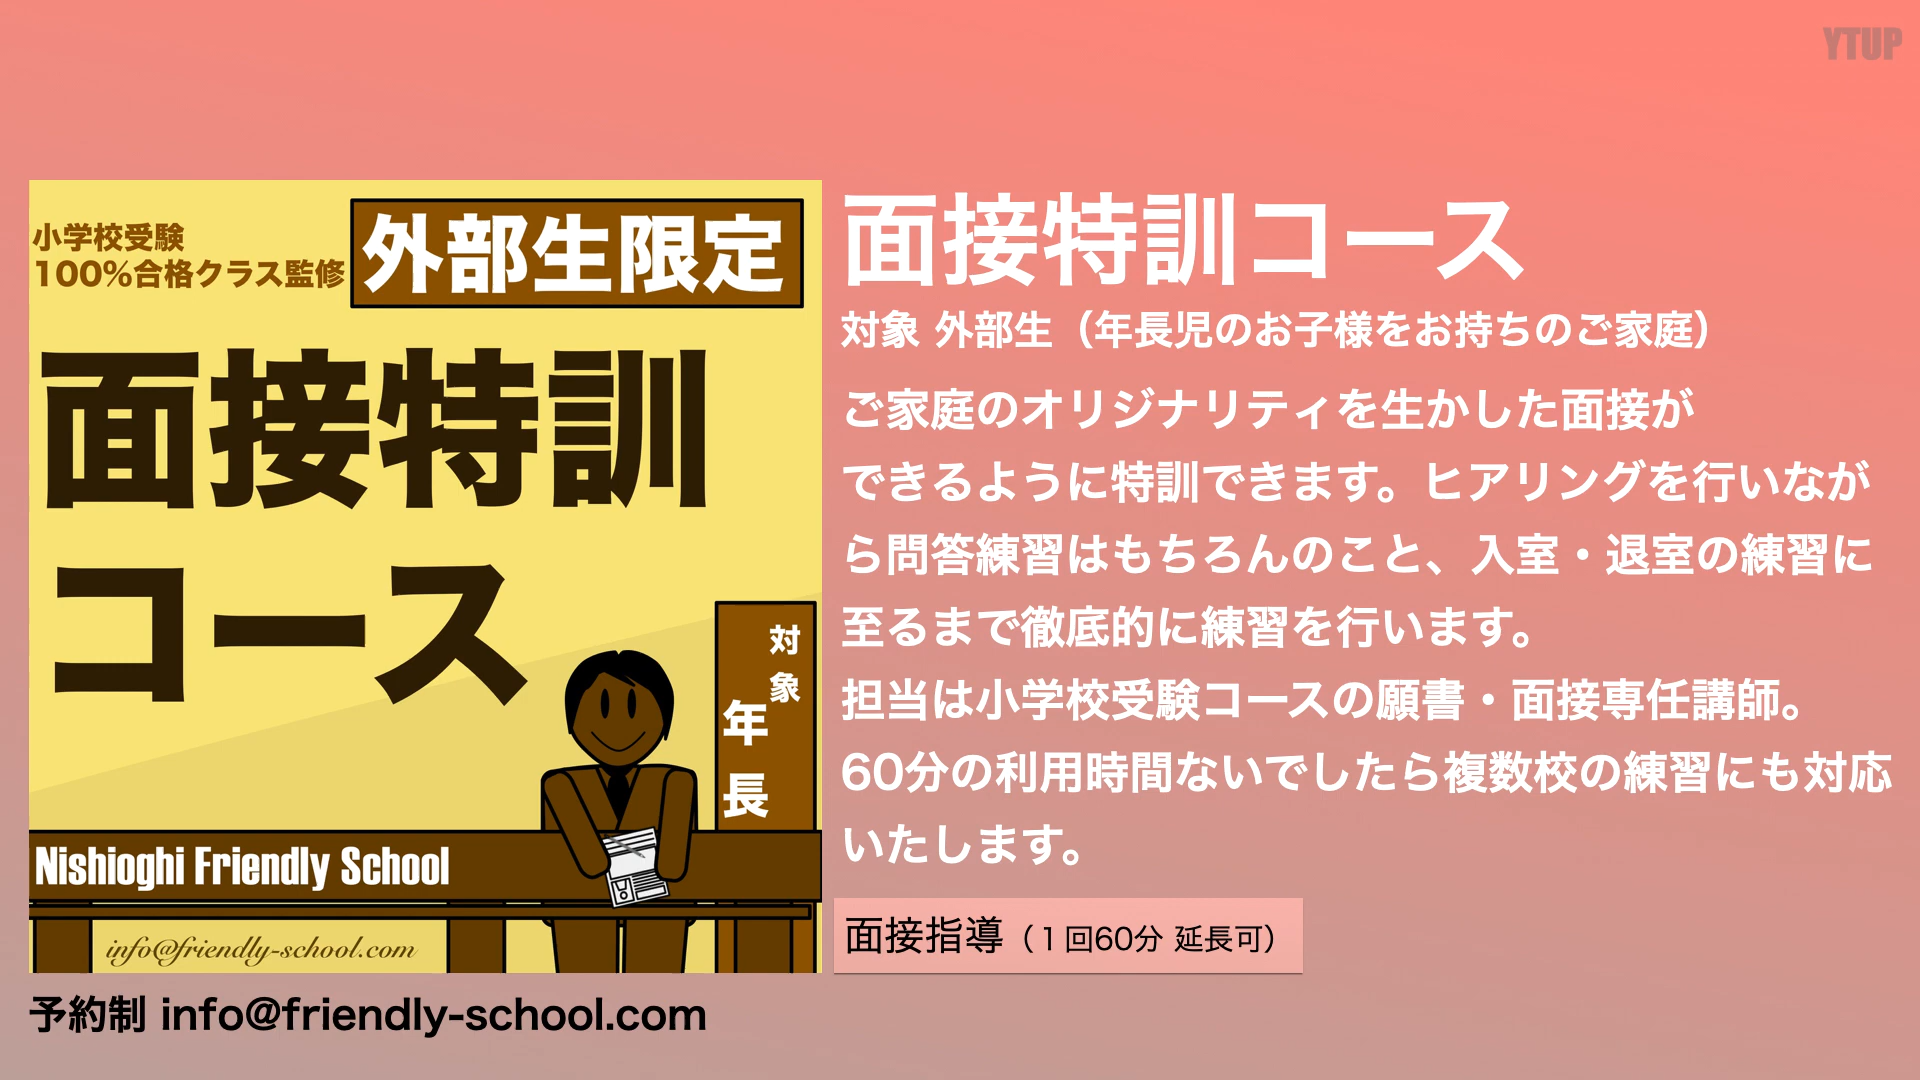 YTUP
小学校受験
100%合格クラス監修
外部生限定
面接特訓
コース
対象
年長
Nishioghi Friendly School
info@friendly-school.com
予約制 info@friendly-school.com
面接特訓コース
対象 外部生（年長児のお子様をお持ちのご家庭）
ご家庭のオリジナリティを生かした面接が
できるように特訓できます。ヒアリングを行いなが
ら問答練習はもちろんのこと、入室・退室の練習に
至るまで徹底的に練習を行います。
担当は小学校受験コースの願書・面接専任講師。
60分の利用時間ないでしたら複数校の練習にも対応
いたします。
面接指導（１回60分 延長可）